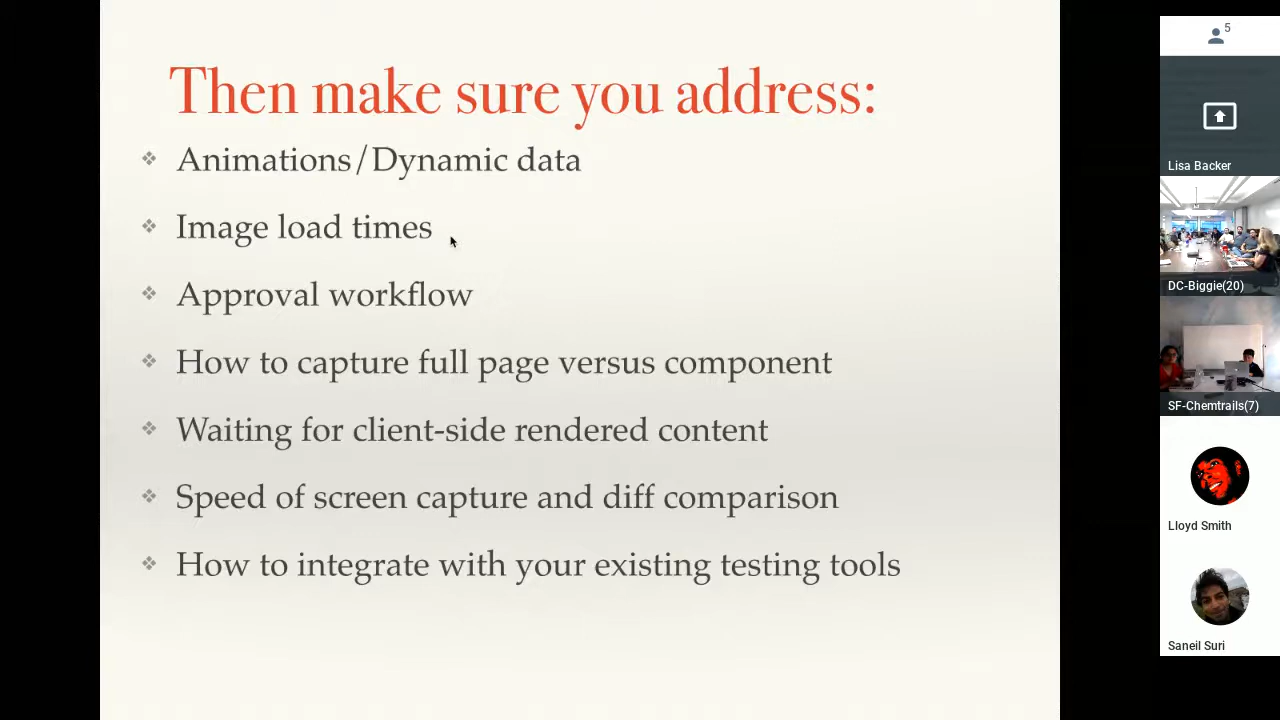 Then make sure you address:
Animations/Dynamic data
Image load times
Approval workflow
How to capture full page versus component
Waiting for client-side rendered content
Speed of screen capture and diff comparison
How to integrate with your existing testing tools
5
Lisa Backer
DC-Biggie(20)
SF-Chemtrails(7)
Lloyd Smith
Saneil Suri